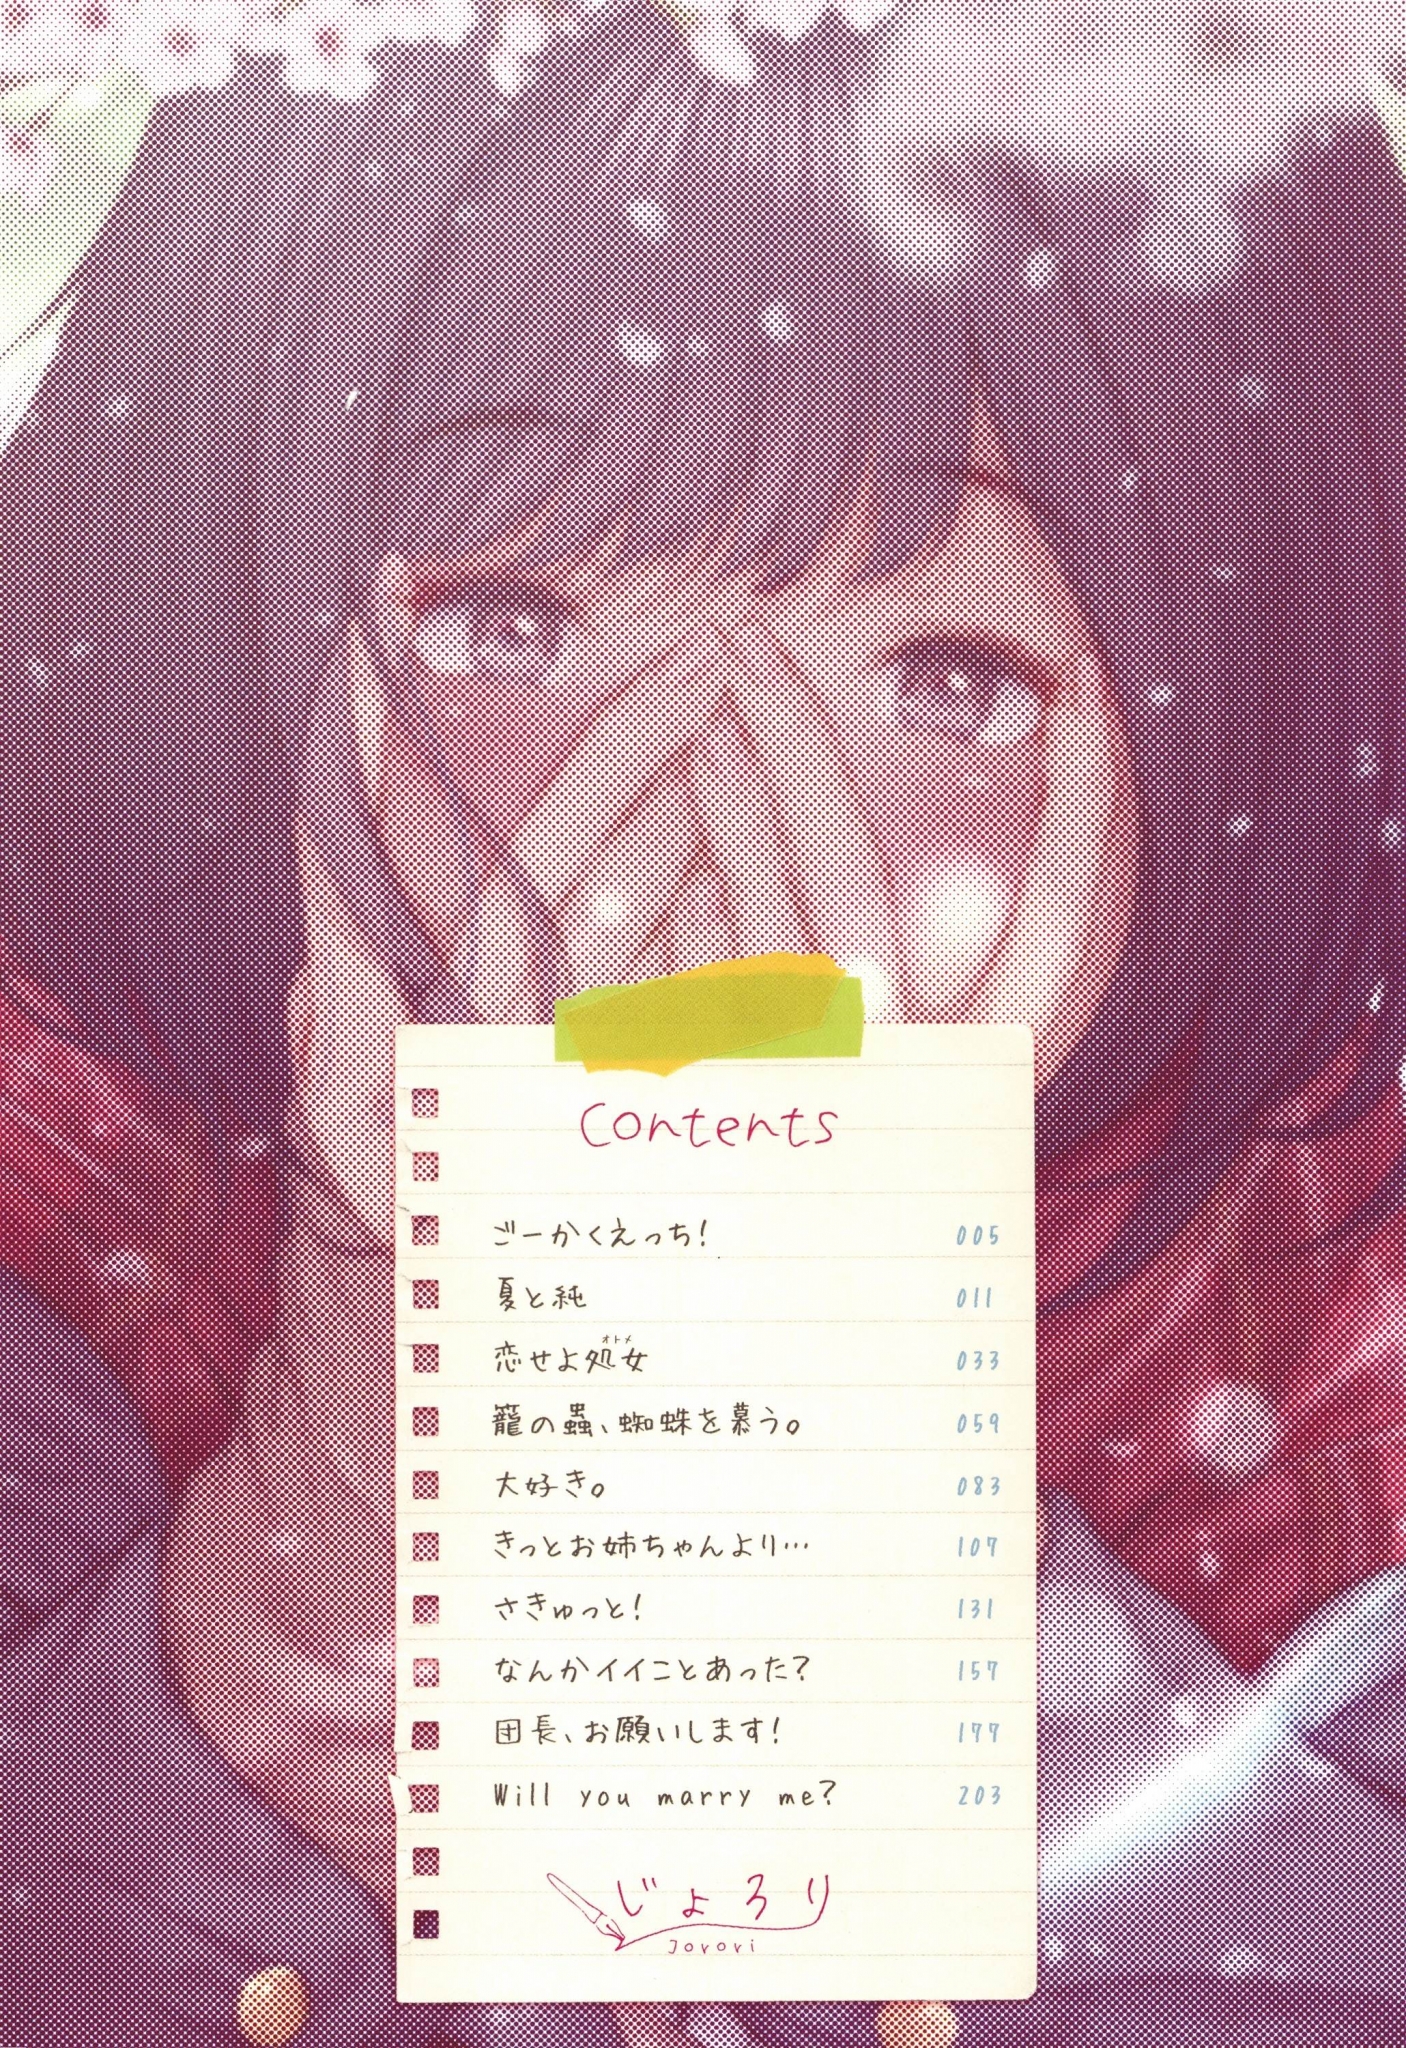 Contents
ごーかくえっち! 005
夏と純 011
恋せよ処女 033
オトメ
籠の蟲、蜘蛛を慕う。 059
大好き。 083
きっとお姉ちゃんより… 107
さきゅっと! 131
なんかイイことあった? 157
団長、お願いします! 177
Will you marry me? 203
じょろり
Jorori